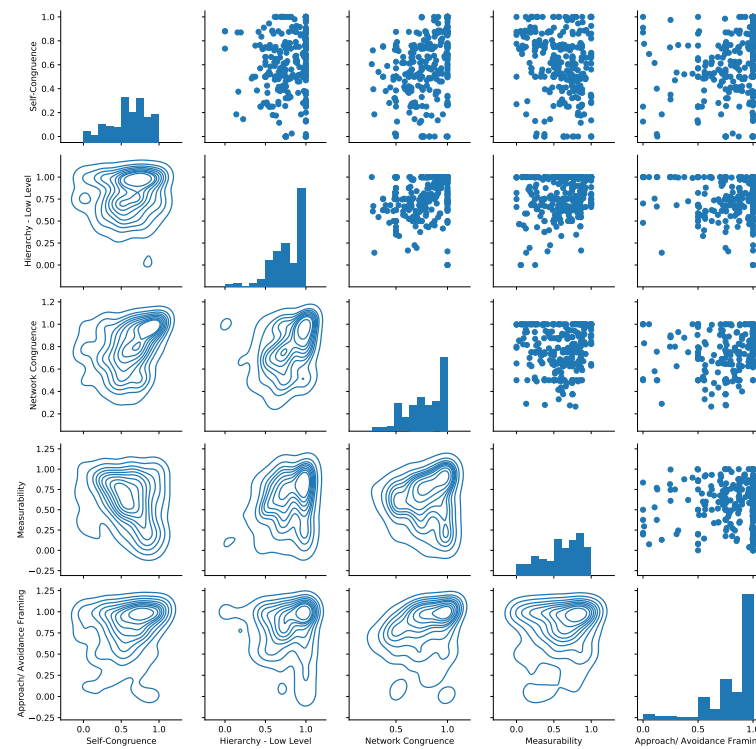 1.0
0.8
0.6
0.4
0.2
0.0
Self-Congruence
1.00
0.75
0.50
0.25
0.00
Hierarchy - Low Level
1.2
1.0
0.8
0.6
0.4
0.2
Network Congruence
1.25
1.00
0.75
0.50
0.25
0.00
−0.25
Measurability
1.25
1.00
0.75
0.50
0.25
0.00
−0.25
Approach/ Avoidance Framing
0.0 0.5 1.0
0.0 0.5 1.0
0.5 1.0
0.0 0.5 1.0
0.0 0.5 1.0
Self-Congruence
Hierarchy - Low Level
Network Congruence
Measurability
Approach/ Avoidance Framin